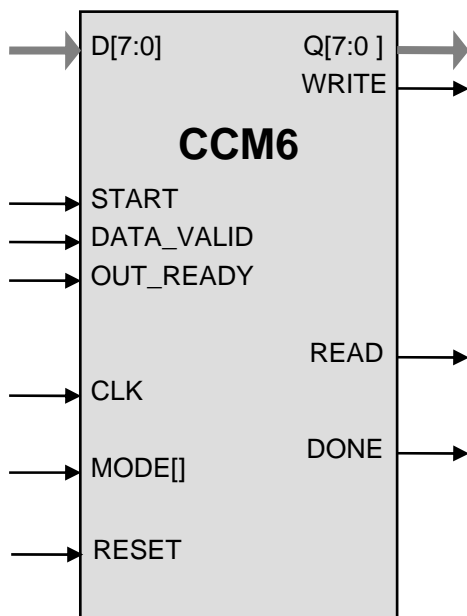 D[7:0] Q[7:0 ]
WRITE
CCM6
START
DATA_VALID
OUT_READY
READ
CLK
DONE
MODE[]
RESET